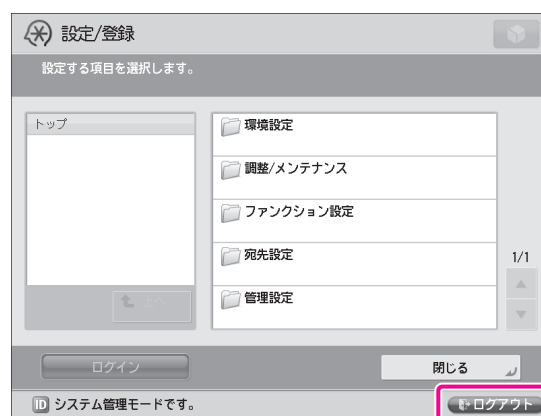 設定/登録
設定する項目を選択します。
トップ
環境設定
調整/メンテナンス
ファンクション設定
宛先設定
1/1
管理設定
上へ
ログイン
閉じる
ID システム管理モードです。
ログアウト